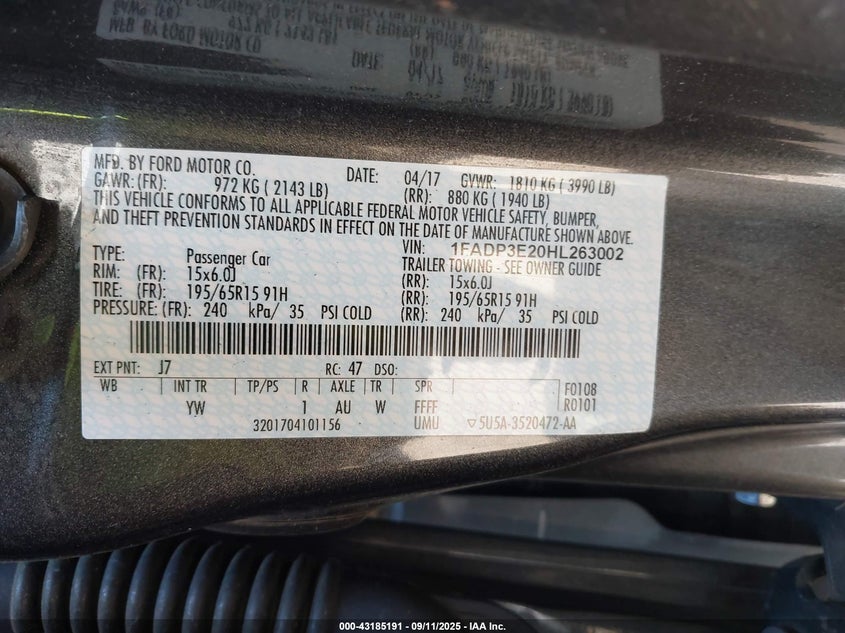 MFD. BY FORD MOTOR CO. DATE: 04/17 GVWR: 1810 KG ( 3990 LB)
GAWR: (FR): 972 KG ( 2143 LB) (RR): 880 KG ( 1940 LB)
THIS VEHICLE CONFORMS TO ALL APPLICABLE FEDERAL MOTOR VEHICLE SAFETY, BUMPER,
AND THEFT PREVENTION STANDARDS IN EFFECT ON THE DATE OF MANUFACTURE SHOWN ABOVE.
VIN: 1FADP3E20HL263002
TYPE: Passenger Car TRAILER TOWING - SEE OWNER GUIDE
RIM: (FR): 15x6.0J (RR): 15x6.0J
TIRE: (FR): 195/65R15 91H (RR): 195/65R15 91H
PRESSURE: (FR): 240 kPa/ 35 PSI COLD (RR): 240 kPa/ 35 PSI COLD
EXT PNT: J7 RC: 47 DSO:
WB INT TR TP/PS R AXLE TR SPR F0108
YW 1 AU W FFFF R0101
3201704101156 UMU ▽5U5A-3520472-AA
000-43185191 - 09/11/2025 - IAA Inc.